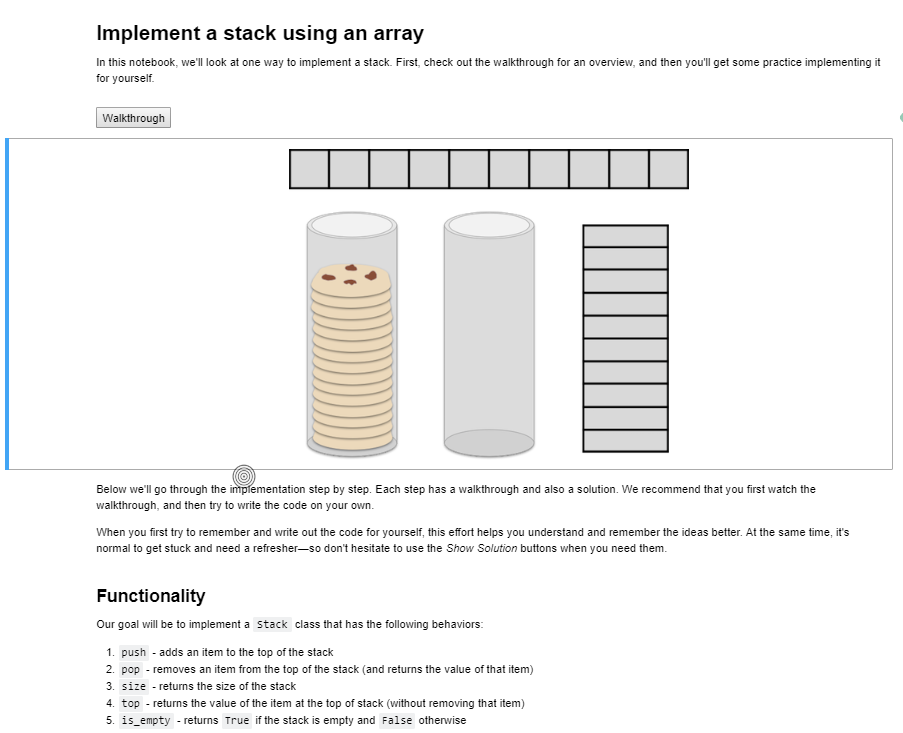 Implement a stack using an array
In this notebook, we'll look at one way to implement a stack. First, check out the walkthrough for an overview, and then you'll get some practice implementing it
for yourself.
Walkthrough
Below we'll go through the implementation step by step. Each step has a walkthrough and also a solution. We recommend that you first watch the
walkthrough, and then try to write the code on your own.
When you first try to remember and write out the code for yourself, this effort helps you understand and remember the ideas better. At the same time, it's
normal to get stuck and need a refresher—so don't hesitate to use the Show Solution buttons when you need them.
Functionality
Our goal will be to implement a Stack class that has the following behaviors:
1. push - adds an item to the top of the stack
2. pop - removes an item from the top of the stack (and returns the value of that item)
3. size - returns the size of the stack
4. top - returns the value of the item at the top of stack (without removing that item)
5. is_empty - returns True if the stack is empty and False otherwise